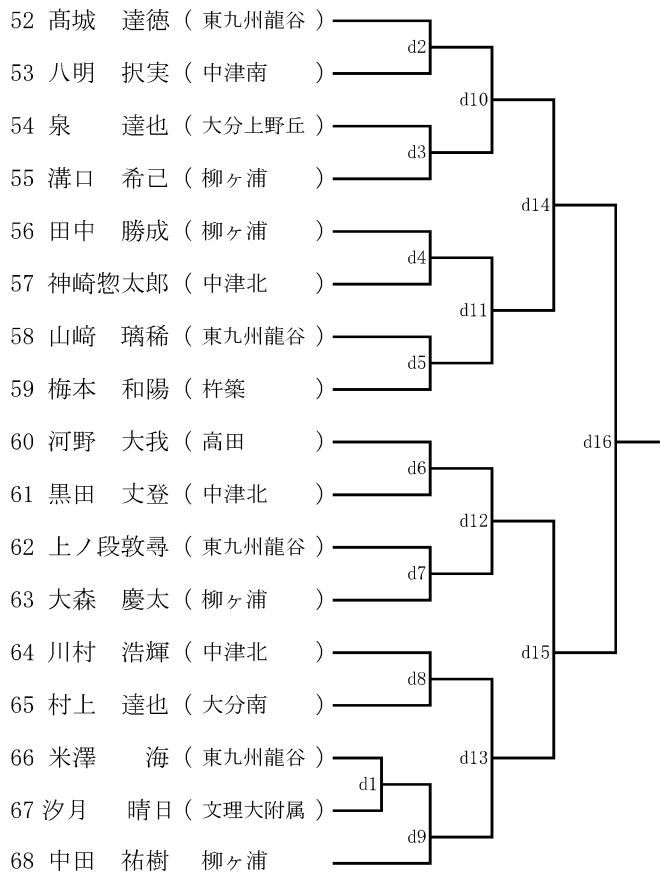 52 髙城　達徳 ( 東九州龍谷 )
d2
53 八明　択実 ( 中津南 )
d10
54 泉　　達也 ( 大分上野丘 )
d3
55 溝口　希己 ( 柳ヶ浦 )
d14
56 田中　勝成 ( 柳ヶ浦 )
d4
57 神崎惣太郎 ( 中津北 )
d11
58 山﨑　璃稀 ( 東九州龍谷 )
d5
59 梅本　和陽 ( 杵築 )
d16
60 河野　大我 ( 高田 )
d6
61 黒田　丈登 ( 中津北 )
d12
62 上ノ段敦尋 ( 東九州龍谷 )
d7
63 大森　慶太 ( 柳ヶ浦 )
d15
64 川村　浩輝 ( 中津北 )
d8
65 村上　達也 ( 大分南 )
d13
66 米澤　　海 ( 東九州龍谷 )
d1
67 汐月　晴日 ( 文理大附属 )
d9
68 中田　祐樹　柳ヶ浦